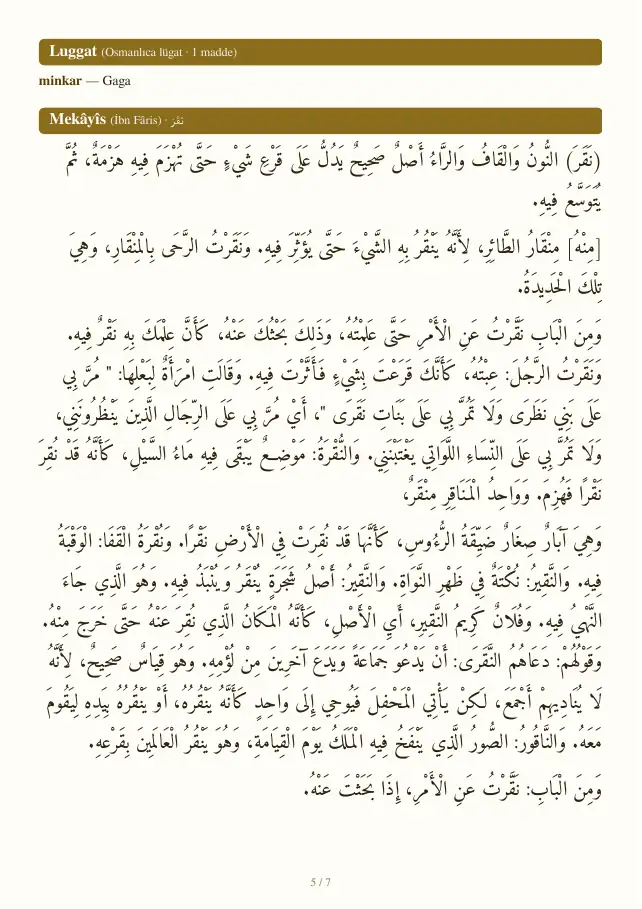 Luggat (Osmanlıca lügat · 1 madde)
minkar — Gaga
Mekâyîs (İbn Fâris) · نَقَرَ
(نَقَرَ) النُّونُ وَالْقَافُ وَالرَّاءُ أَصْلٌ صَحِيحٌ يَدُلُّ عَلَى قَرْعِ شَيْءٍ حَتَّى تُهْزَمَ فِيهِ هَزْمَةٌ، ثُمَّ
يُتَوَسَّعُ فِيهِ.
[مِنْهُ] مِنْقَارُ الطَّائِرِ، لِأَنَّهُ يَنْقُرُ بِهِ الشَّيْءَ حَتَّى يُؤَثِّرَ فِيهِ. وَنَقَرْتُ الرَّحَى بِالْمِنْقَارِ، وَهِيَ
تِلْكَ الْحَدِيدَةُ.
وَمِنَ الْبَابِ نَقَّرْتُ عَنِ الْأَمْرِ حَتَّى عَلِمْتُهُ، وَذَلِكَ بَحْثُكَ عَنْهُ، كَأَنَّ عِلْمَكَ بِهِ نَقْرٌ فِيهِ.
وَنَقَرْتُ الرَّجُلَ: عِبْتُهُ، كَأَنَّكَ قَرَعْتَ بِشَيْءٍ فَأَثَّرْتَ فِيهِ. وَقَالَتِ امْرَأَةٌ لِبَعْلِهَا: " مُرَّ بِي
عَلَى بَنِي نَظَرَى وَلَا تَمُرَّ بِي عَلَى بَنَاتِ نَقَرَى "، أَيْ مُرَّ بِي عَلَى الرِّجَالِ الَّذِينَ يَنْظُرُونَنِي،
وَلَا تَمُرَّ بِي عَلَى النِّسَاءِ اللَّوَاتِي يَغْتَبْنَنِي. وَالنُّقْرَةُ: مَوْضِعٌ يَبْقَى فِيهِ مَاءُ السَّيْلِ، كَأَنَّهُ قَدْ نُقِرَ
نَقْرًا فَهُزِمَ. وَوَاحِدُ الْمَنَاقِرِ مِنْقَرٌ،
وَهِيَ آبَارٌ صِغَارٌ ضَيِّقَةُ الرُّءُوسِ، كَأَنَّهَا قَدْ نُقِرَتْ فِي الْأَرْضِ نَقْرًا. وَنُقْرَةُ الْقَفَا: الْوَقْبَةُ
فِيهِ. وَالنَّقِيرُ: نُكْتَةٌ فِي ظَهْرِ النَّوَاةِ. وَالنَّقِيرُ: أَصْلُ شَجَرَةٍ يُنْقَرُ وَيُنْبَذُ فِيهِ. وَهُوَ الَّذِي جَاءَ
النَّهْيُ فِيهِ. وَفُلَانٌ كَرِيمُ النَّقِيرِ، أَيِ الْأَصْلِ، كَأَنَّهُ الْمَكَانُ الَّذِي نُقِرَ عَنْهُ حَتَّى خَرَجَ مِنْهُ.
وَقَوْلُهُمْ: دَعَاهُمُ النَّقَرَى: أَنْ يَدْعُوَ جَمَاعَةً وَيَدَعَ آخَرِينَ مِنْ لُؤْمِهِ. وَهُوَ قِيَاسٌ صَحِيحٌ، لِأَنَّهُ
لَا يُنَادِيهِمْ أَجْمَعَ، لَكِنْ يَأْتِي الْمَحْفِلَ فَيُوحِي إِلَى وَاحِدٍ كَأَنَّهُ يَنْقُرُهُ، أَوْ يَنْقُرُهُ بِيَدِهِ لِيَقُومَ
مَعَهُ. وَالنَّاقُورُ: الصُّورُ الَّذِي يَنْفَخُ فِيهِ الْمَلَكُ يَوْمَ الْقِيَامَةِ، وَهُوَ يَنْقُرُ الْعَالَمِينَ بِقَرْعِهِ.
وَمِنَ الْبَابِ: نَقَّرْتُ عَنِ الْأَمْرِ، إِذَا بَحَثْتَ عَنْهُ.
5 / 7